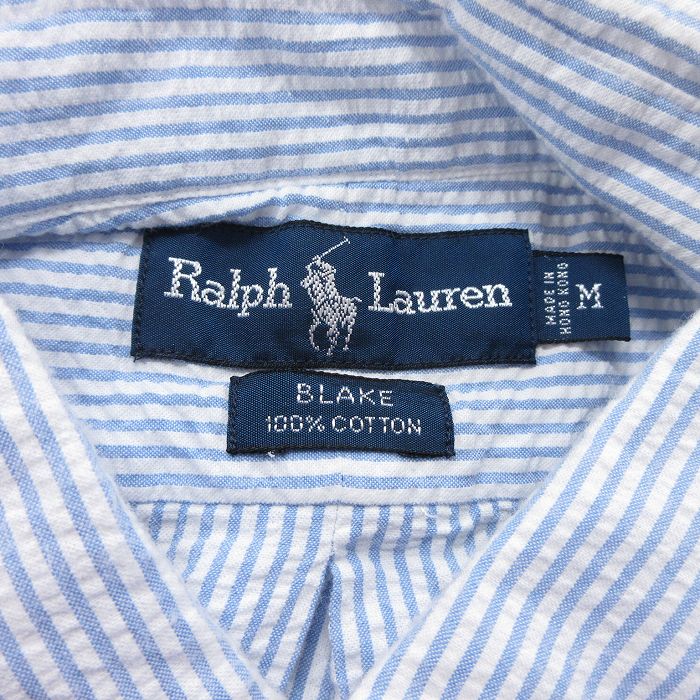 Ralph Lauren
MADE IN
HONG KONG
M
BLAKE
100% COTTON